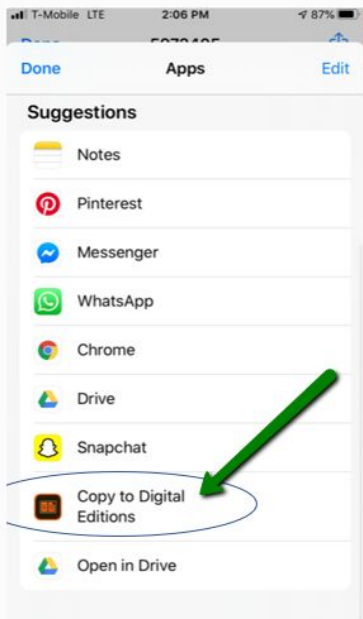 T-Mobile LTE 2:06 PM 87%
Done Apps Edit
Suggestions
Notes
Pinterest
Messenger
WhatsApp
Chrome
Drive
Snapchat
Copy to Digital
Editions
Open in Drive